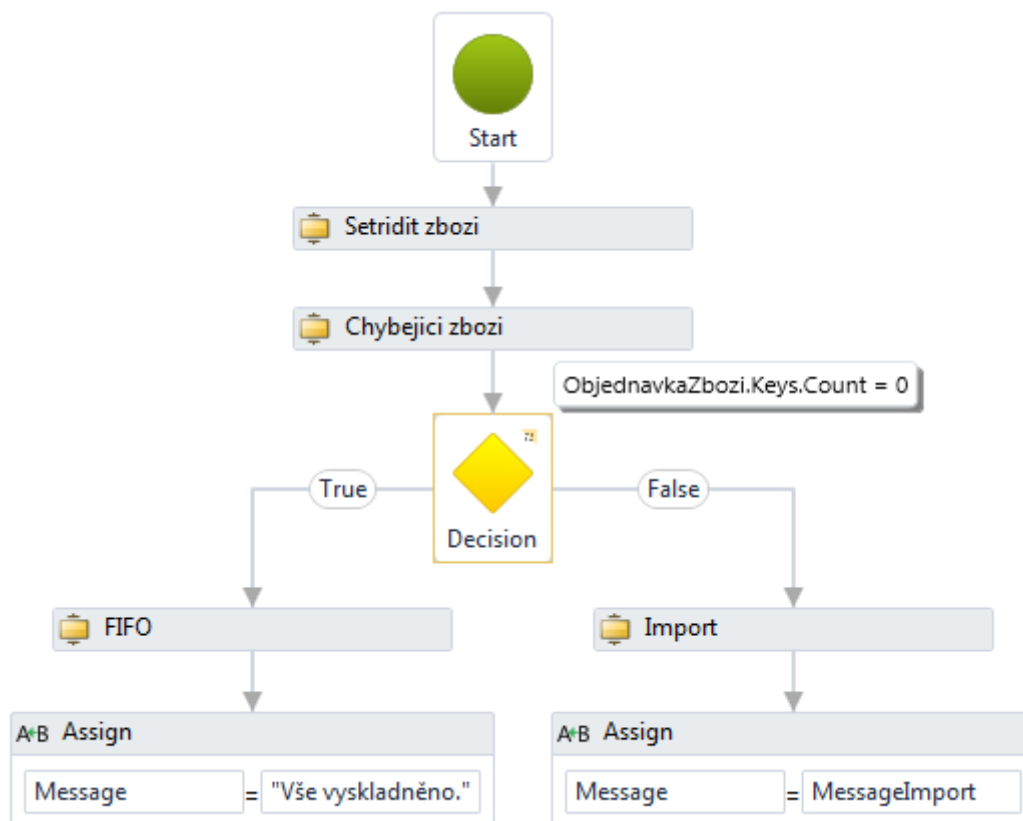 Start
Setridit zbozi
Chybejici zbozi
ObjednavkaZbozi.Keys.Count = 0
True
False
Decision
FIFO
Import
A+B Assign
A+B Assign
Message = "Vše vyskladněno."
Message = MessageImport